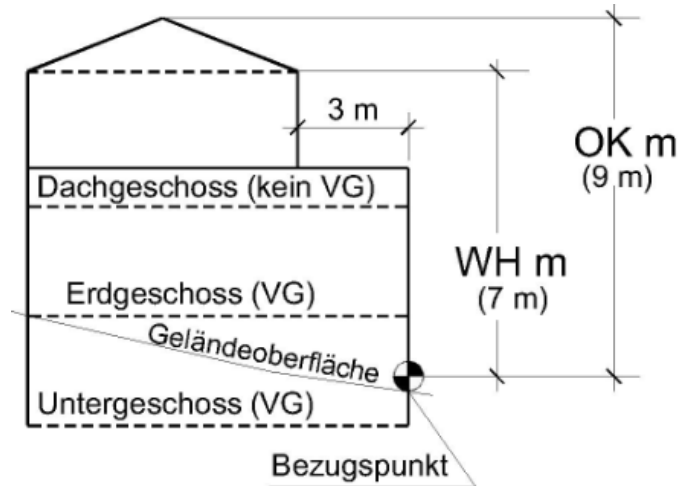 3 m
OK m
(9 m)
Dachgeschoss (kein VG)
WH m
(7 m)
Erdgeschoss (VG)
Geländeoberfläche
Untergeschoss (VG)
Bezugspunkt